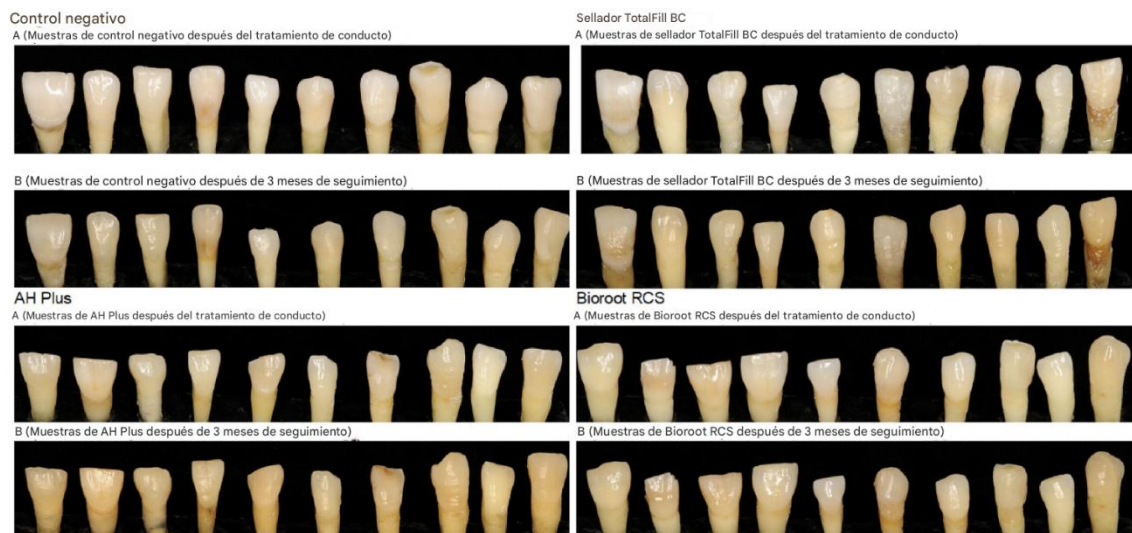 Control negativo
A (Muestras de control negativo después del tratamiento de conducto)
B (Muestras de control negativo después de 3 meses de seguimiento)
AH Plus
A (Muestras de AH Plus después del tratamiento de conducto)
B (Muestras de AH Plus después de 3 meses de seguimiento)
Sellador TotalFill BC
A (Muestras de sellador TotalFill BC después del tratamiento de conducto)
B (Muestras de sellador TotalFill BC después de 3 meses de seguimiento)
Bioroot RCS
A (Muestras de Bioroot RCS después del tratamiento de conducto)
B (Muestras de Bioroot RCS después de 3 meses de seguimiento)